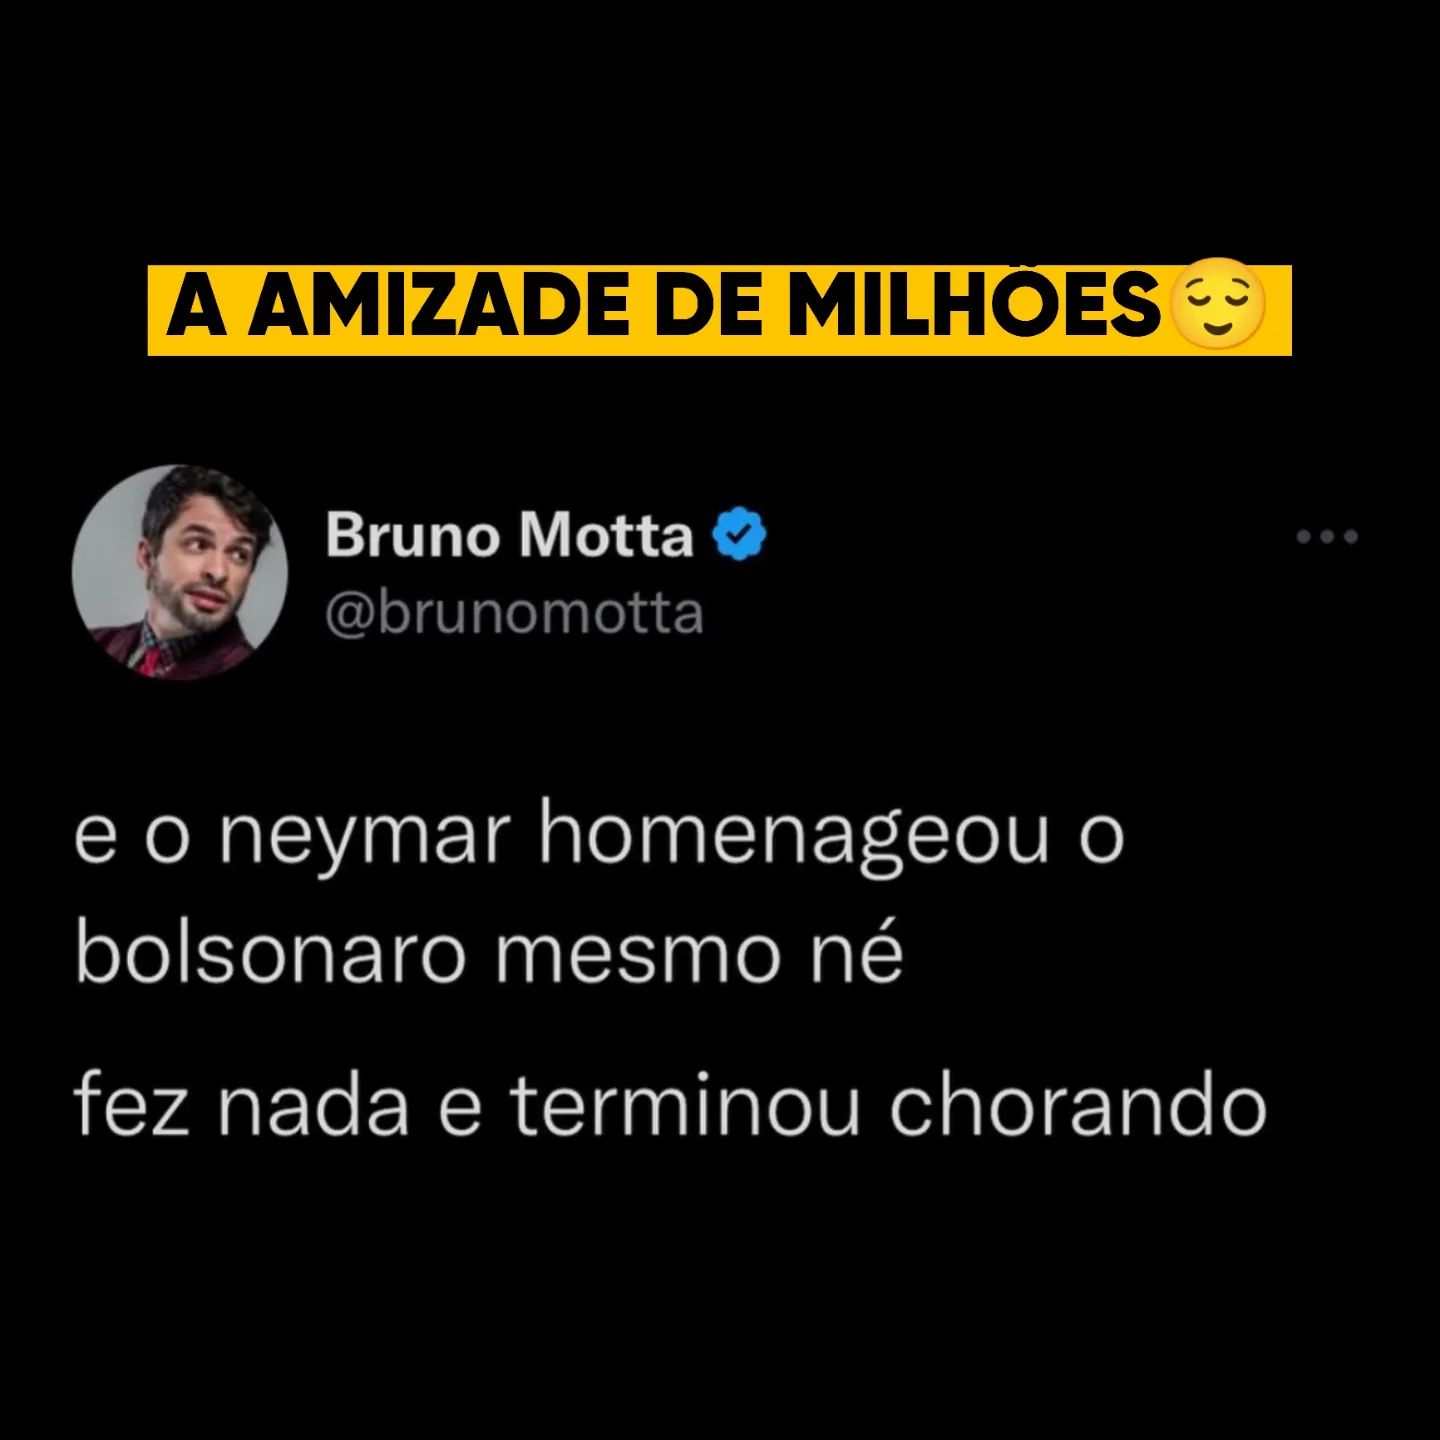 A AMIZADE DE MILHÕES😌
Bruno Motta
@brunomotta
e o neymar homenageou o
bolsonaro mesmo né
fez nada e terminou chorando